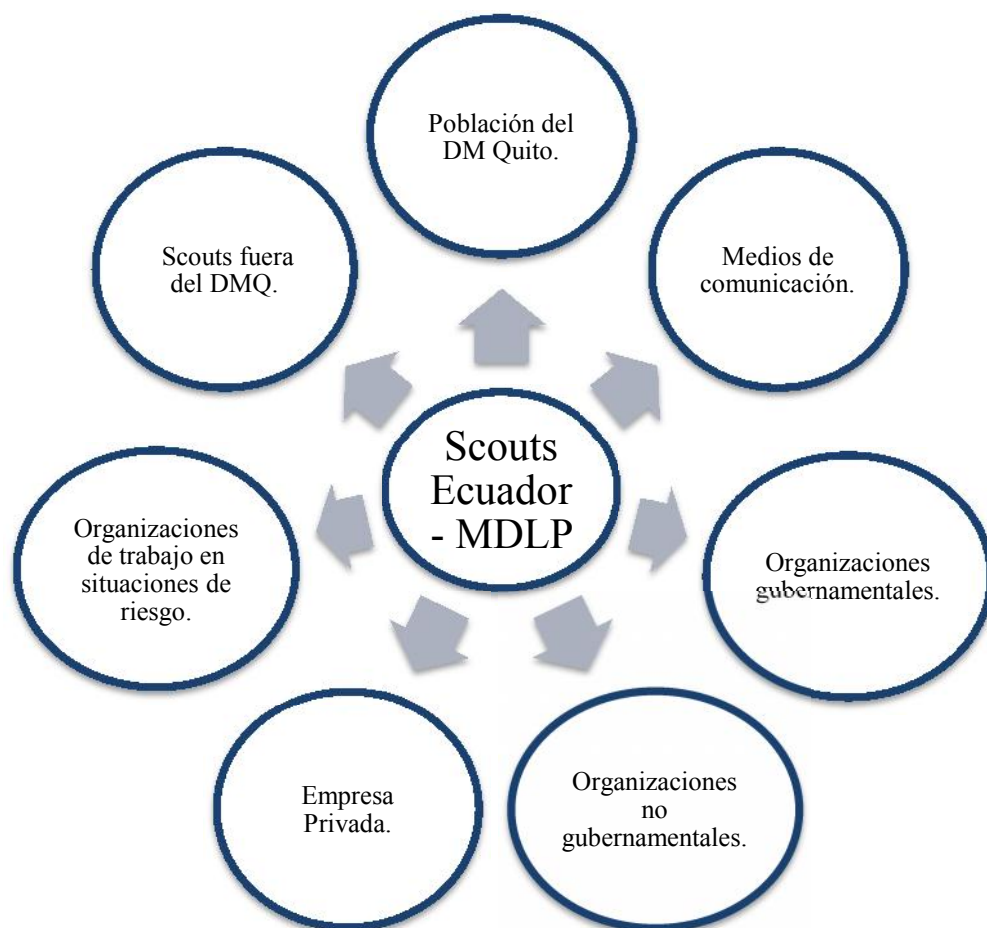 Población del
DM Quito.
Scouts fuera
del DMQ.
Medios de
comunicación.
Scouts
Ecuador
- MDLP
Organizaciones
de trabajo en
situaciones de
riesgo.
Organizaciones
gubernamentales.
Empresa
Privada.
Organizaciones
no
gubernamentales.